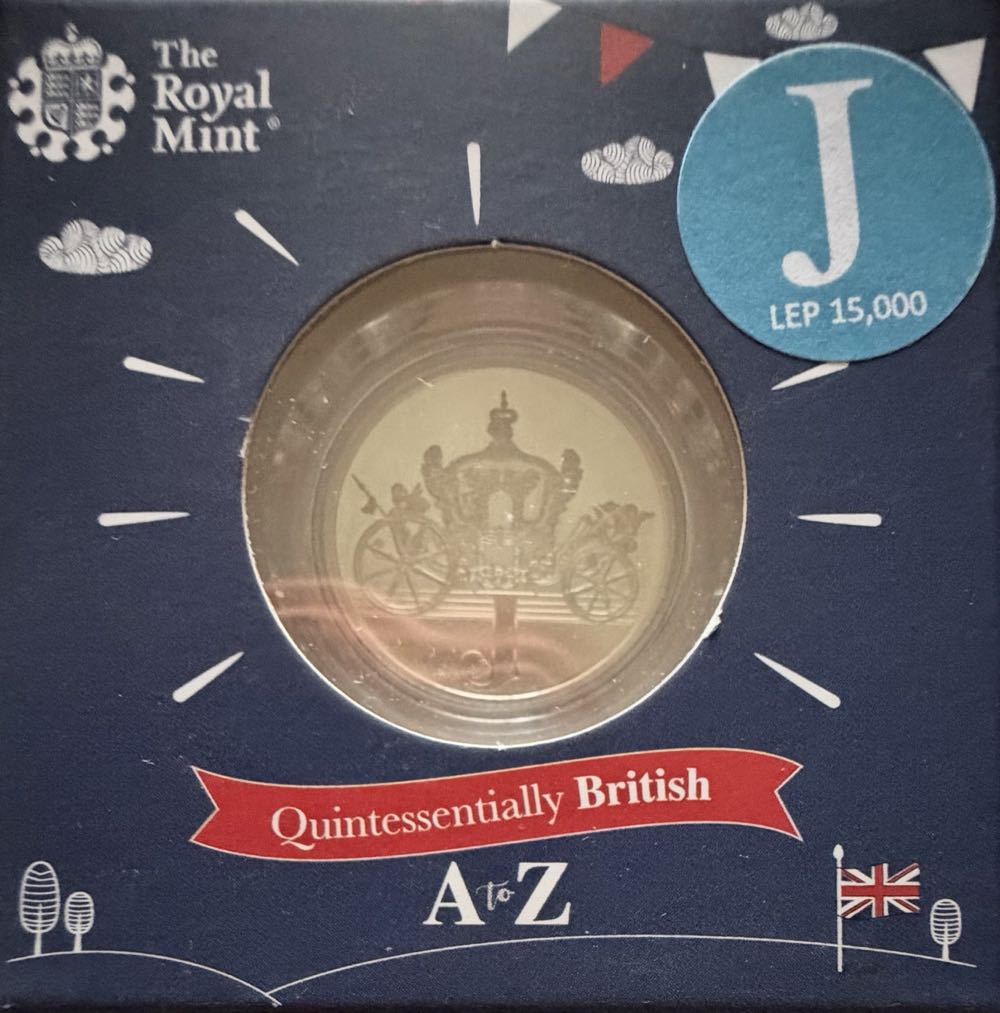 The
Royal
Mint®
J
LEP 15,000
J
Quintessentially British
A to Z